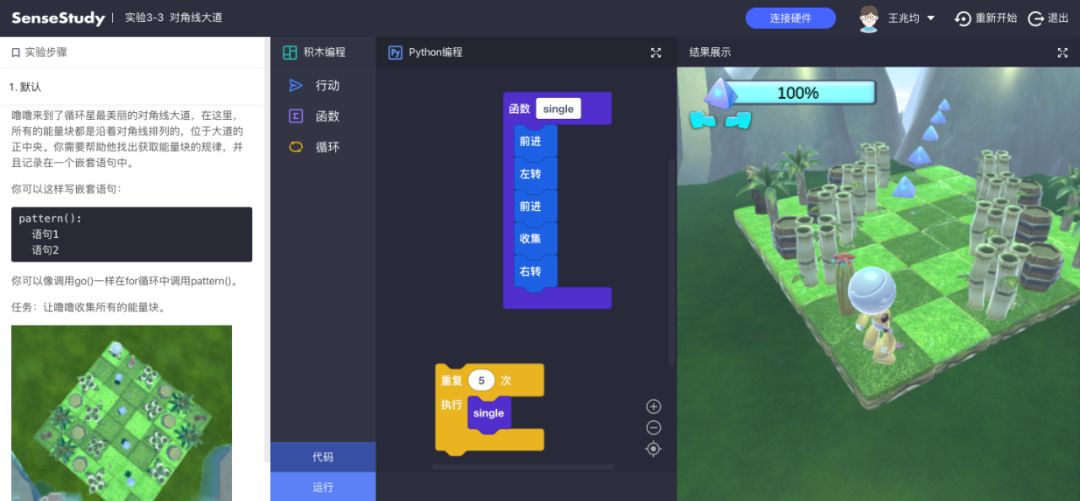 SenseStudy 实验3-3 对角线大道
连接硬件
王兆均
重新开始
退出
实验步骤
1. 默认
噜噜来到了循环星最美丽的对角线大道，在这里，
所有的能量块都是沿着对角线排列的，位于大道的
正中央。你需要帮助他找出获取能量块的规律，并
且记录在一个嵌套语句中。
你可以这样写嵌套语句：
pattern():
语句1
语句2
你可以像调用go()一样在for循环中调用pattern()。
任务：让噜噜收集所有的能量块。
积木编程
行动
函数
循环
代码
运行
Py Python编程
函数 single
前进
左转
前进
收集
右转
重复 5 次
执行 single
结果展示
100%